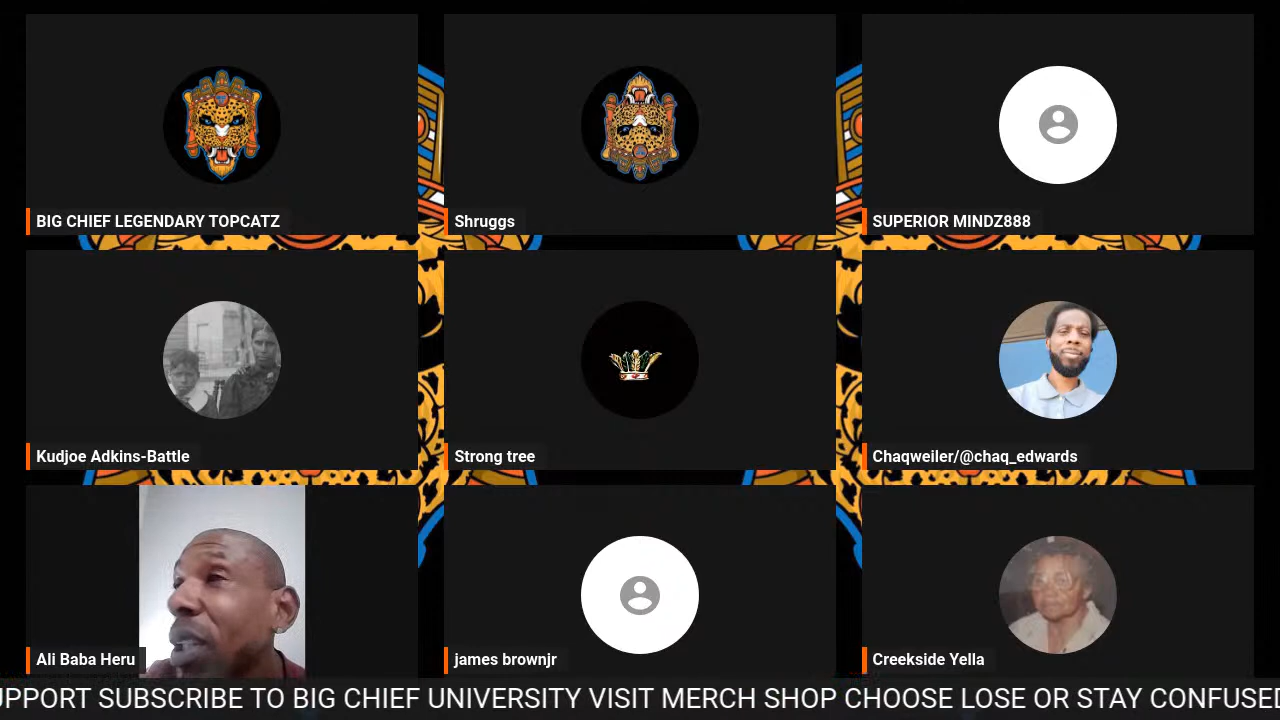 BIG CHIEF LEGENDARY TOPCATZ
Shruggs
SUPERIOR MINDZ888
Kudjoe Adkins-Battle
Strong tree
Chaqweiler/@chaq_edwards
Ali Baba Heru
james brownjr
Creekside Yella
UPPORT SUBSCRIBE TO BIG CHIEF UNIVERSITY VISIT MERCH SHOP CHOOSE LOSE OR STAY CONFUSED